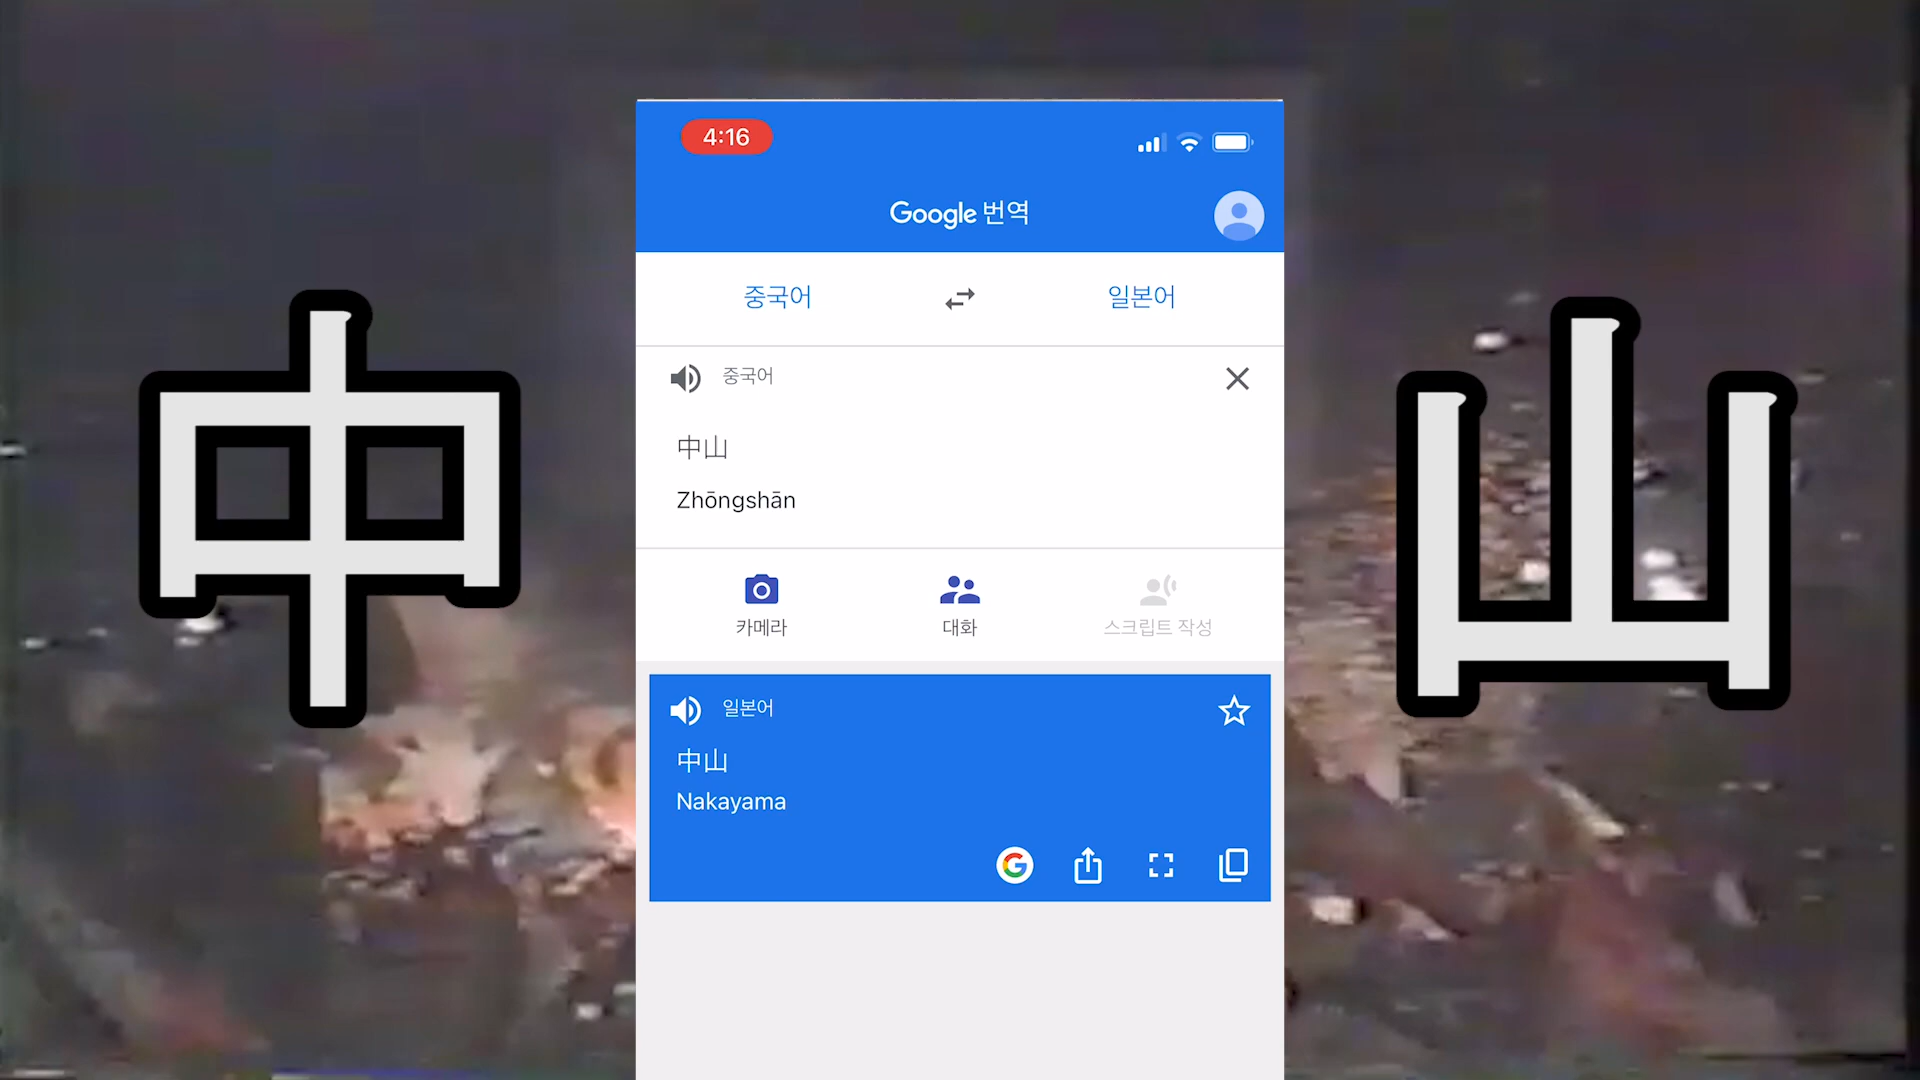 4:16
Google 번역
중국어 일본어
중국어
中山
Zhōngshān
카메라 대화 스크립트 작성
일본어
中山
Nakayama
中 山